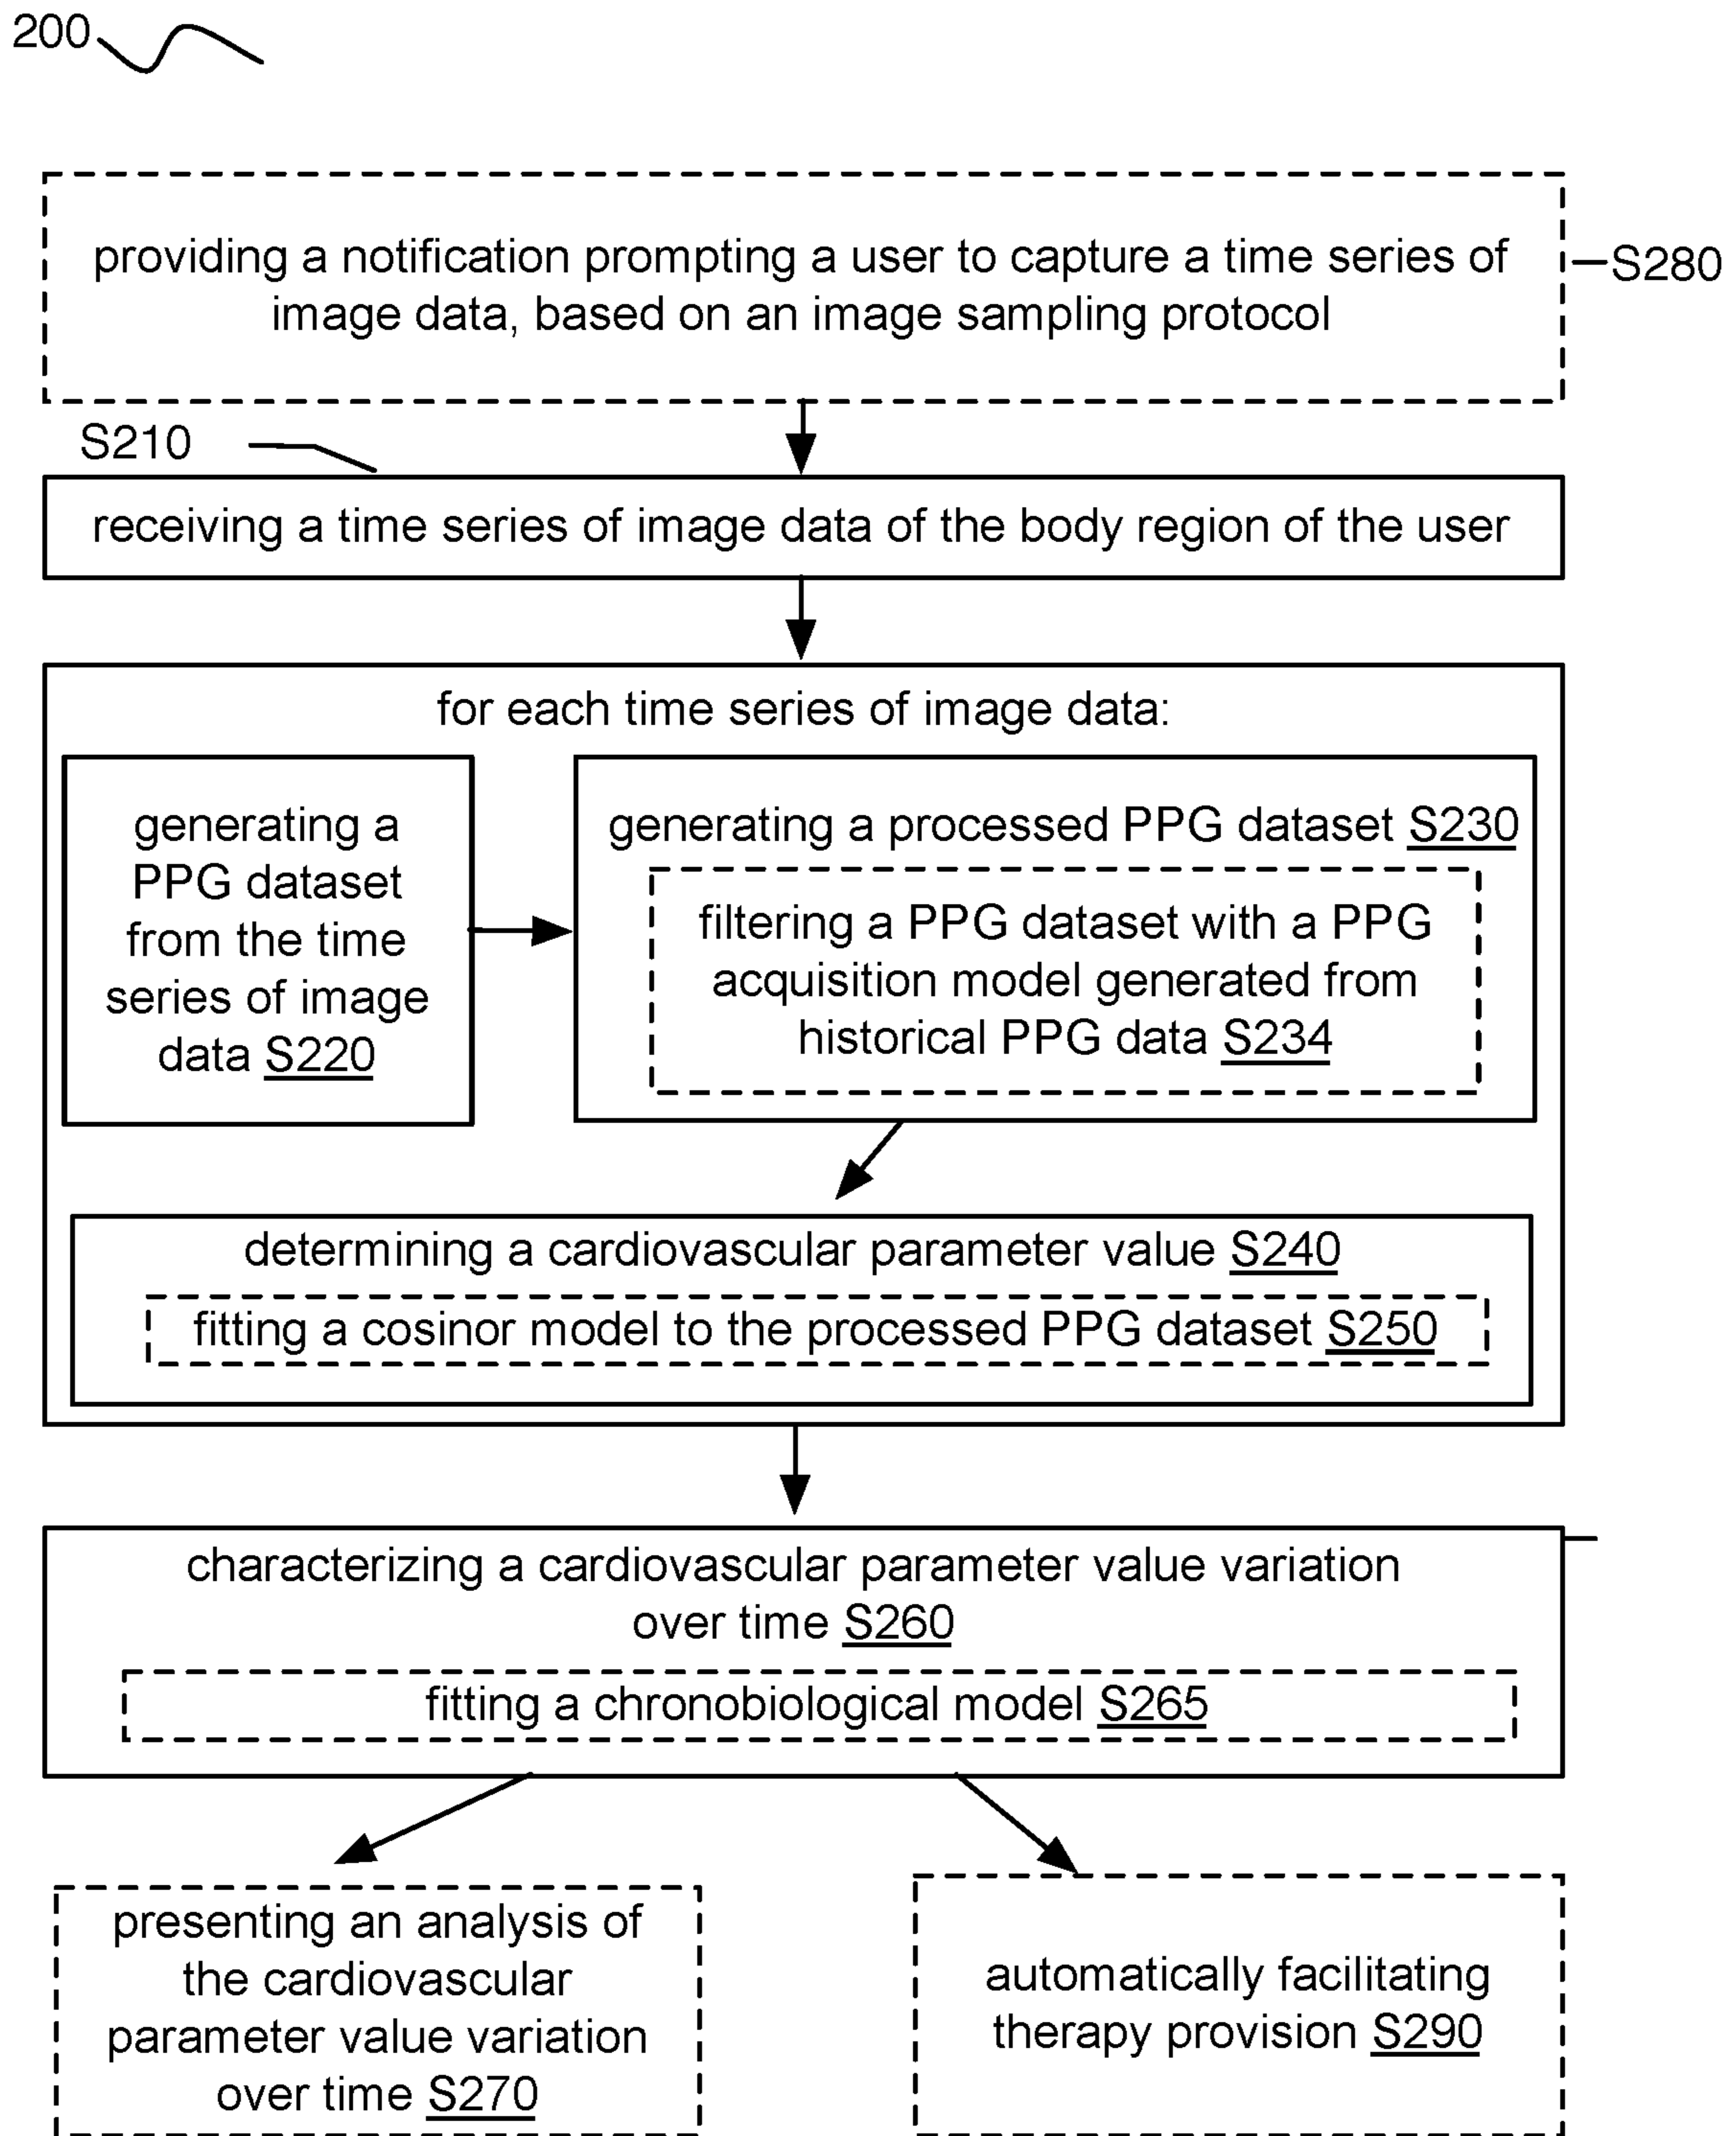 200
providing a notification prompting a user to capture a time series of
image data, based on an image sampling protocol
S280
S210
receiving a time series of image data of the body region of the user
for each time series of image data:
generating a
PPG dataset
from the time
series of image
data S220
generating a processed PPG dataset S230
filtering a PPG dataset with a PPG
acquisition model generated from
historical PPG data S234
determining a cardiovascular parameter value S240
fitting a cosinor model to the processed PPG dataset S250
characterizing a cardiovascular parameter value variation
over time S260
fitting a chronobiological model S265
presenting an analysis of
the cardiovascular
parameter value variation
over time S270
automatically facilitating
therapy provision S290